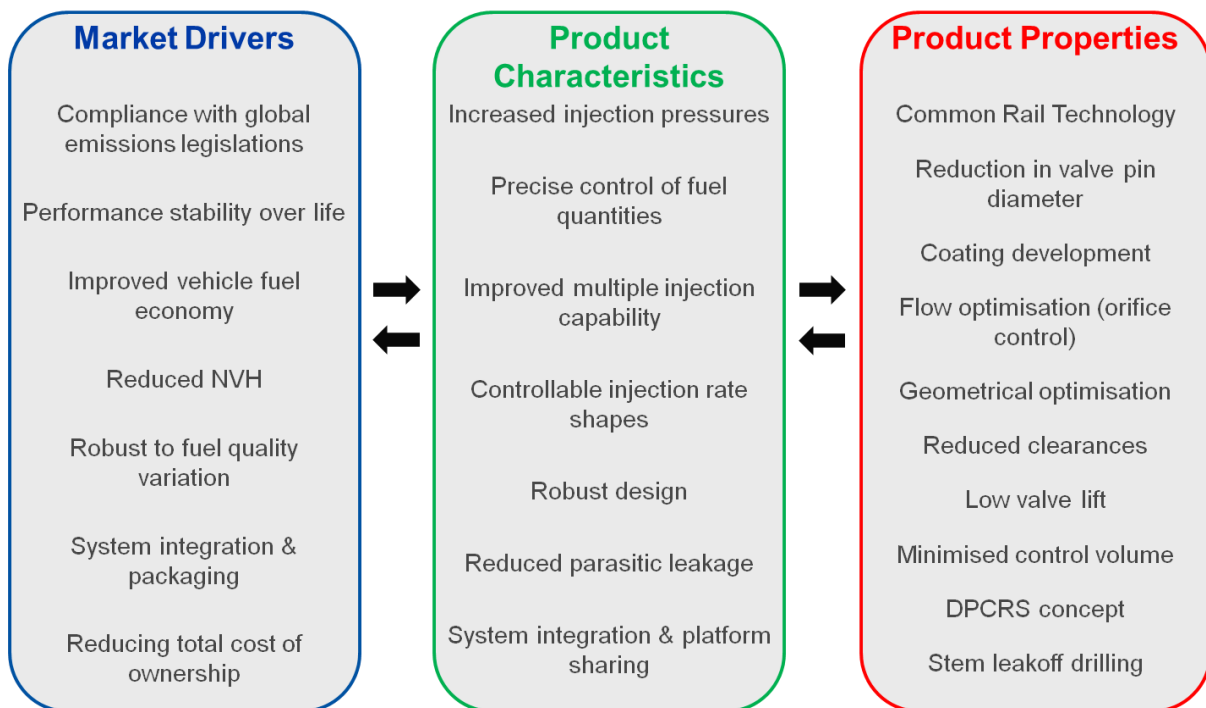 Market Drivers
Compliance with global
emissions legislations
Performance stability over life
Improved vehicle fuel
economy
Reduced NVH
Robust to fuel quality
variation
System integration &
packaging
Reducing total cost of
ownership
Product
Characteristics
Increased injection pressures
Precise control of fuel
quantities
Improved multiple injection
capability
Controllable injection rate
shapes
Robust design
Reduced parasitic leakage
System integration & platform
sharing
Product Properties
Common Rail Technology
Reduction in valve pin
diameter
Coating development
Flow optimisation (orifice
control)
Geometrical optimisation
Reduced clearances
Low valve lift
Minimised control volume
DPCRS concept
Stem leakoff drilling